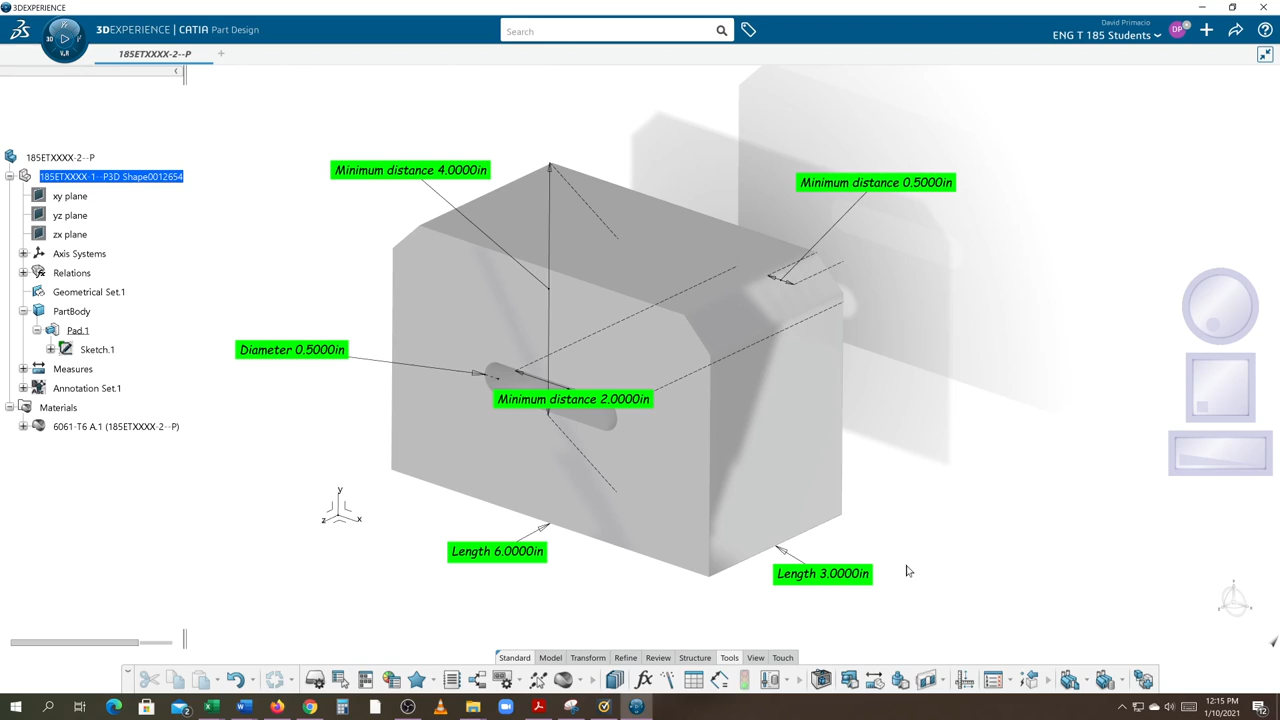 3DEXPERIENCE
3DEXPERIENCE | CATIA Part Design
Search
David Primacio
ENG T 185 Students
DP
V.R
185ETXXXX-2--P
185ETXXXX-2--P
185ETXXXX-1--P3D Shape0012654
xy plane
yz plane
zx plane
Axis Systems
Relations
Geometrical Set.1
PartBody
Pad.1
Sketch.1
Measures
Annotation Set.1
Materials
6061-T6 A.1 (185ETXXXX-2--P)
Minimum distance 4.0000in
Minimum distance 0.5000in
Diameter 0.5000in
Minimum distance 2.0000in
Length 6.0000in
Length 3.0000in
y
z
x
Standard
Model
Transform
Refine
Review
Structure
Tools
View
Touch
12:15 PM
1/10/2021